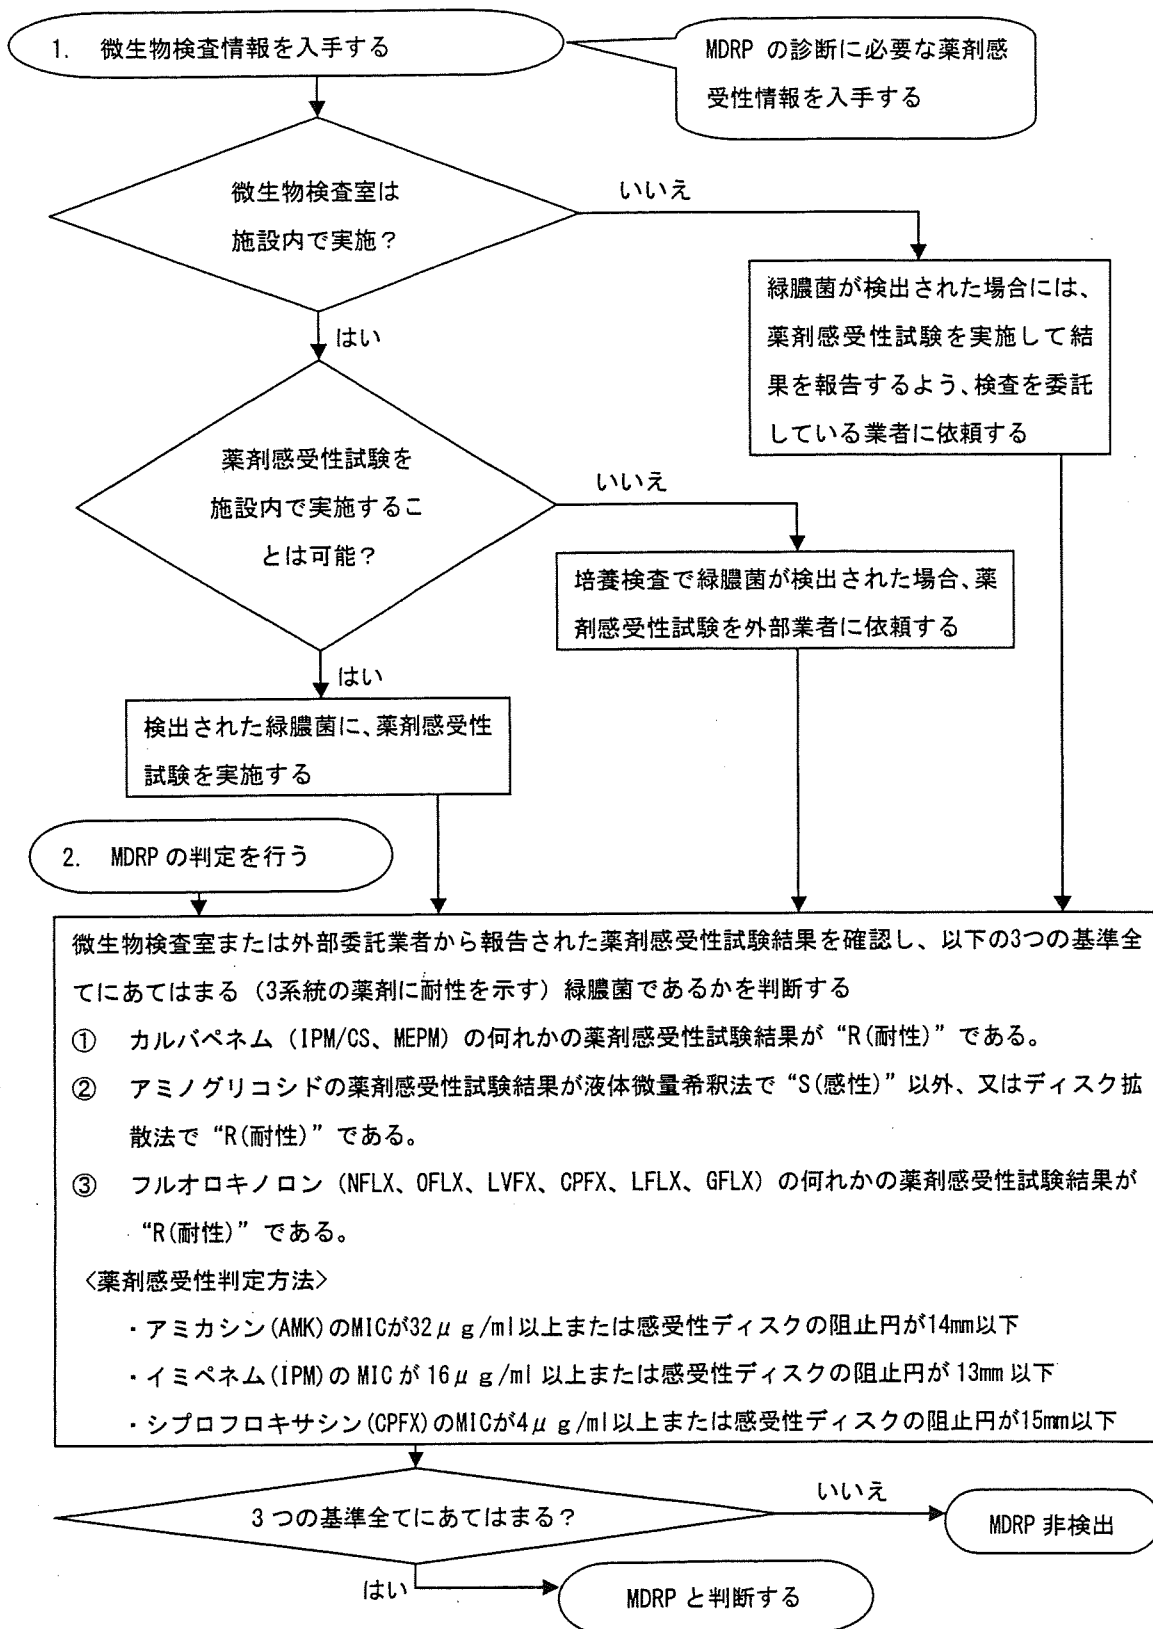 1. 微生物検査情報を入手する
MDRP の診断に必要な薬剤感
受性情報を入手する
微生物検査室は
施設内で実施？
いいえ
はい
緑膿菌が検出された場合には、
薬剤感受性試験を実施して結
果を報告するよう、検査を委託
している業者に依頼する
薬剤感受性試験を
施設内で実施するこ
とは可能？
いいえ
はい
培養検査で緑膿菌が検出された場合、薬
剤感受性試験を外部業者に依頼する
検出された緑膿菌に、薬剤感受性
試験を実施する
2. MDRP の判定を行う
微生物検査室または外部委託業者から報告された薬剤感受性試験結果を確認し、以下の3つの基準全
てにあてはまる（3系統の薬剤に耐性を示す）緑膿菌であるかを判断する
① カルバペネム（IPM/CS、MEPM）の何れかの薬剤感受性試験結果が“R(耐性)”である。
② アミノグリコシドの薬剤感受性試験結果が液体微量希釈法で“S(感性)”以外、又はディスク拡
散法で“R(耐性)”である。
③ フルオロキノロン（NFLX、OFLX、LVFX、CPFX、LFLX、GFLX）の何れかの薬剤感受性試験結果が
“R(耐性)”である。
〈薬剤感受性判定方法〉
・アミカシン(AMK)のMICが32μg/ml以上または感受性ディスクの阻止円が14mm以下
・イミペネム(IPM)のMICが16μg/ml以上または感受性ディスクの阻止円が13mm以下
・シプロフロキサシン(CPFX)のMICが4μg/ml以上または感受性ディスクの阻止円が15mm以下
3つの基準全てにあてはまる？
いいえ
MDRP 非検出
はい
MDRP と判断する